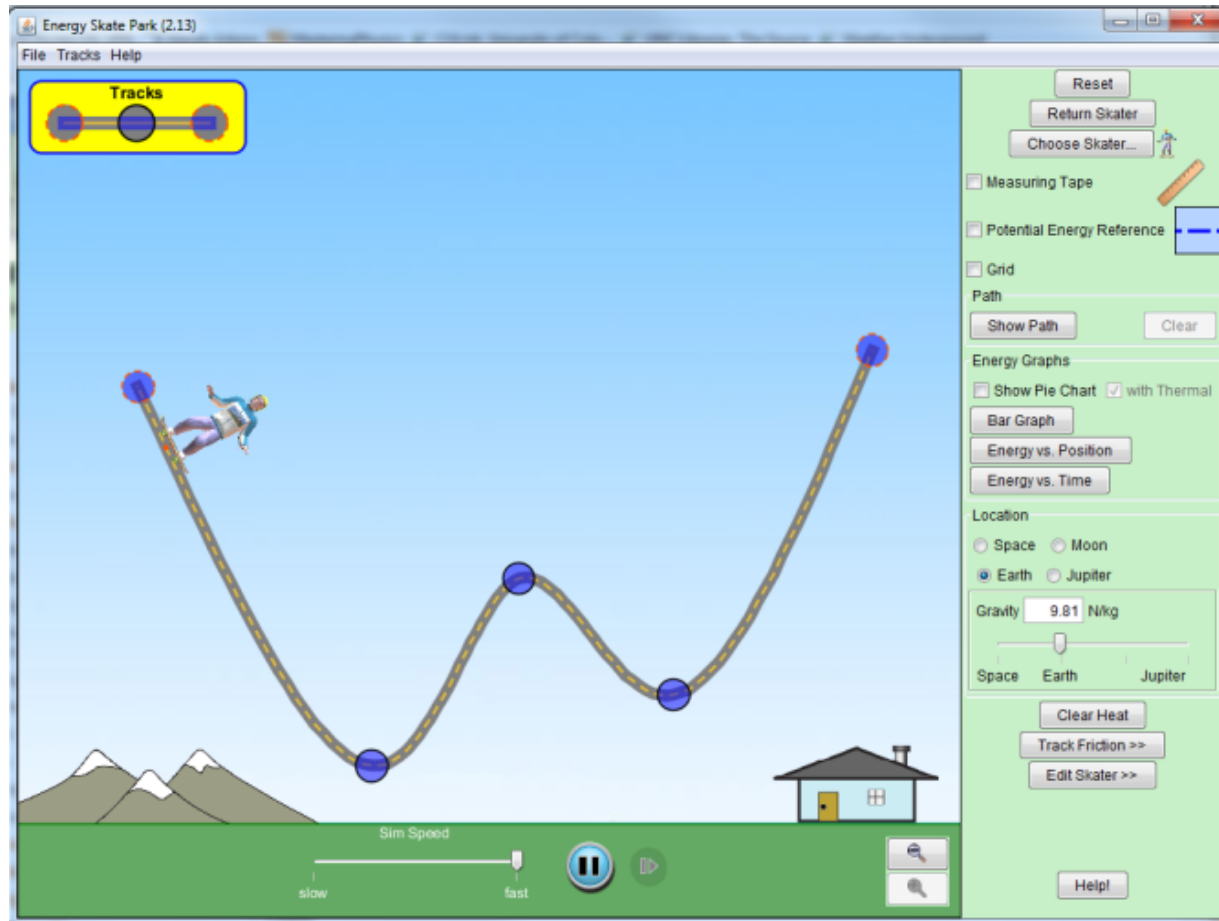 Energy Skate Park (2.13)
File Tracks Help
Tracks
Reset
Return Skater
Choose Skater...
Measuring Tape
Potential Energy Reference
Grid
Path
Show Path Clear
Energy Graphs
Show Pie Chart with Thermal
Bar Graph
Energy vs. Position
Energy vs. Time
Location
Space Moon
Earth Jupiter
Gravity 9.81 N/kg
Space Earth Jupiter
Clear Heat
Track Friction >>
Edit Skater >>
Help!
Sim Speed
slow fast